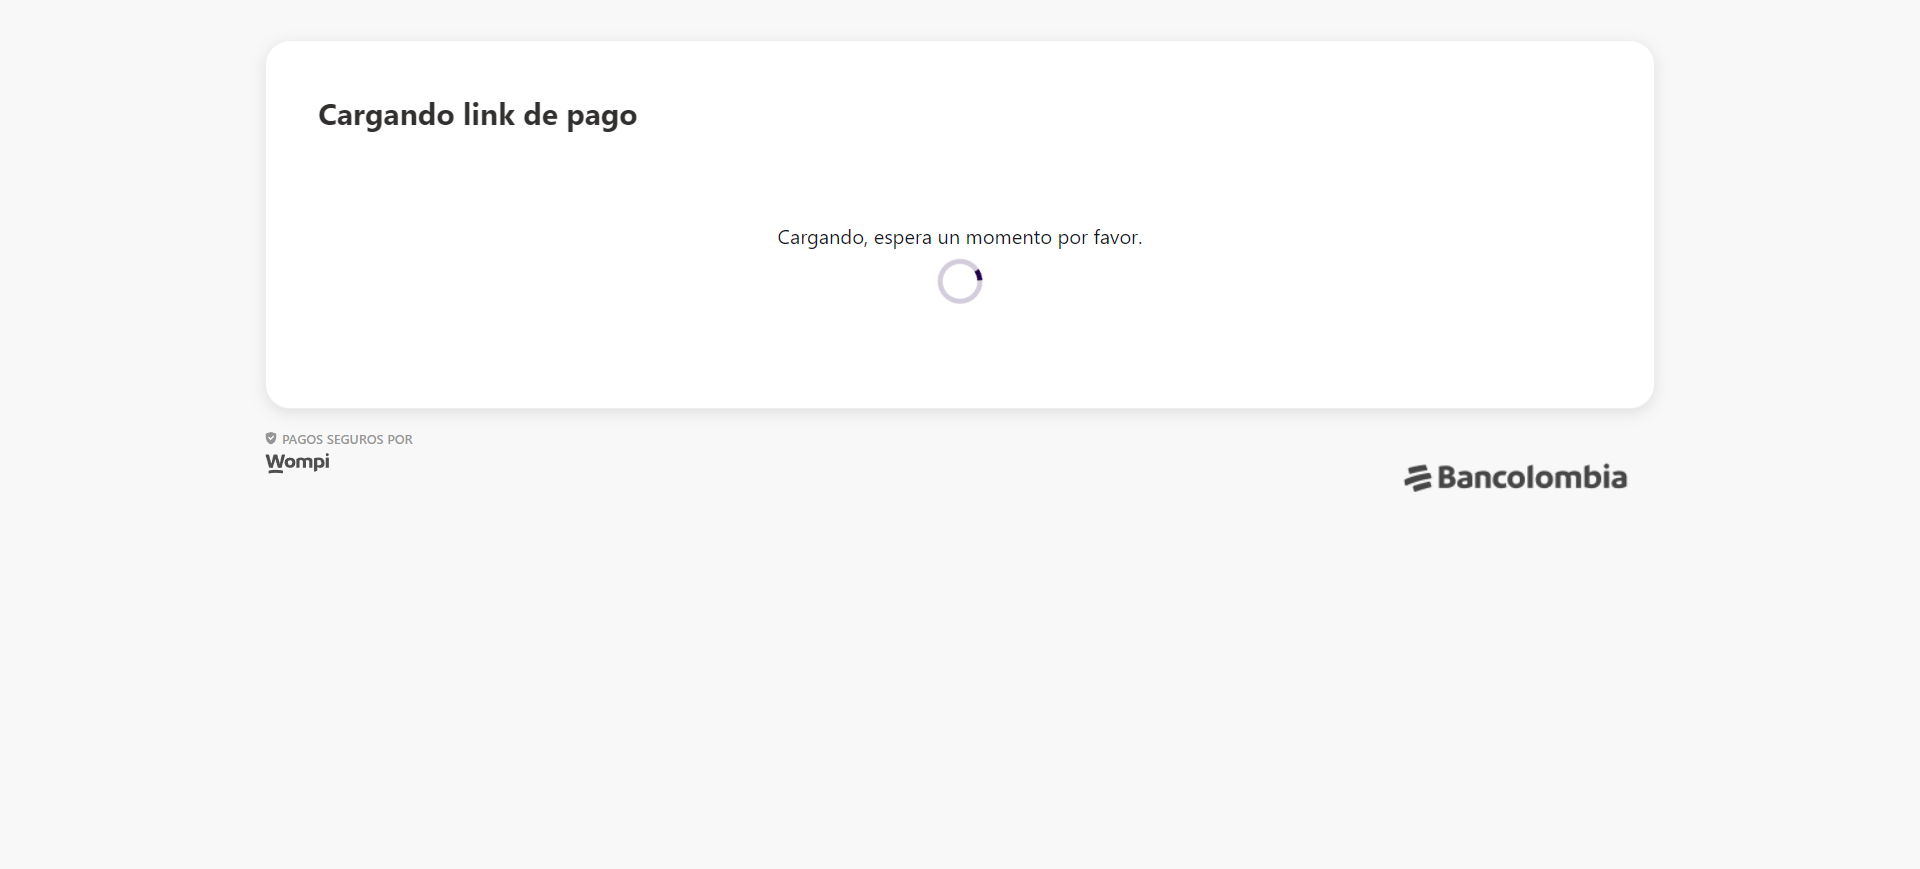 Cargando link de pago
Cargando, espera un momento por favor.
PAGOS SEGUROS POR
Wompi
Bancolombia